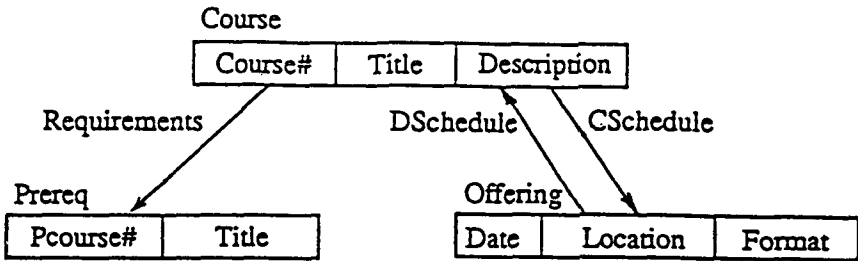 Course
Course# Title Description
Requirements DSchedule CSchedule
Prereq Offering
Pcourse# Title Date Location Format